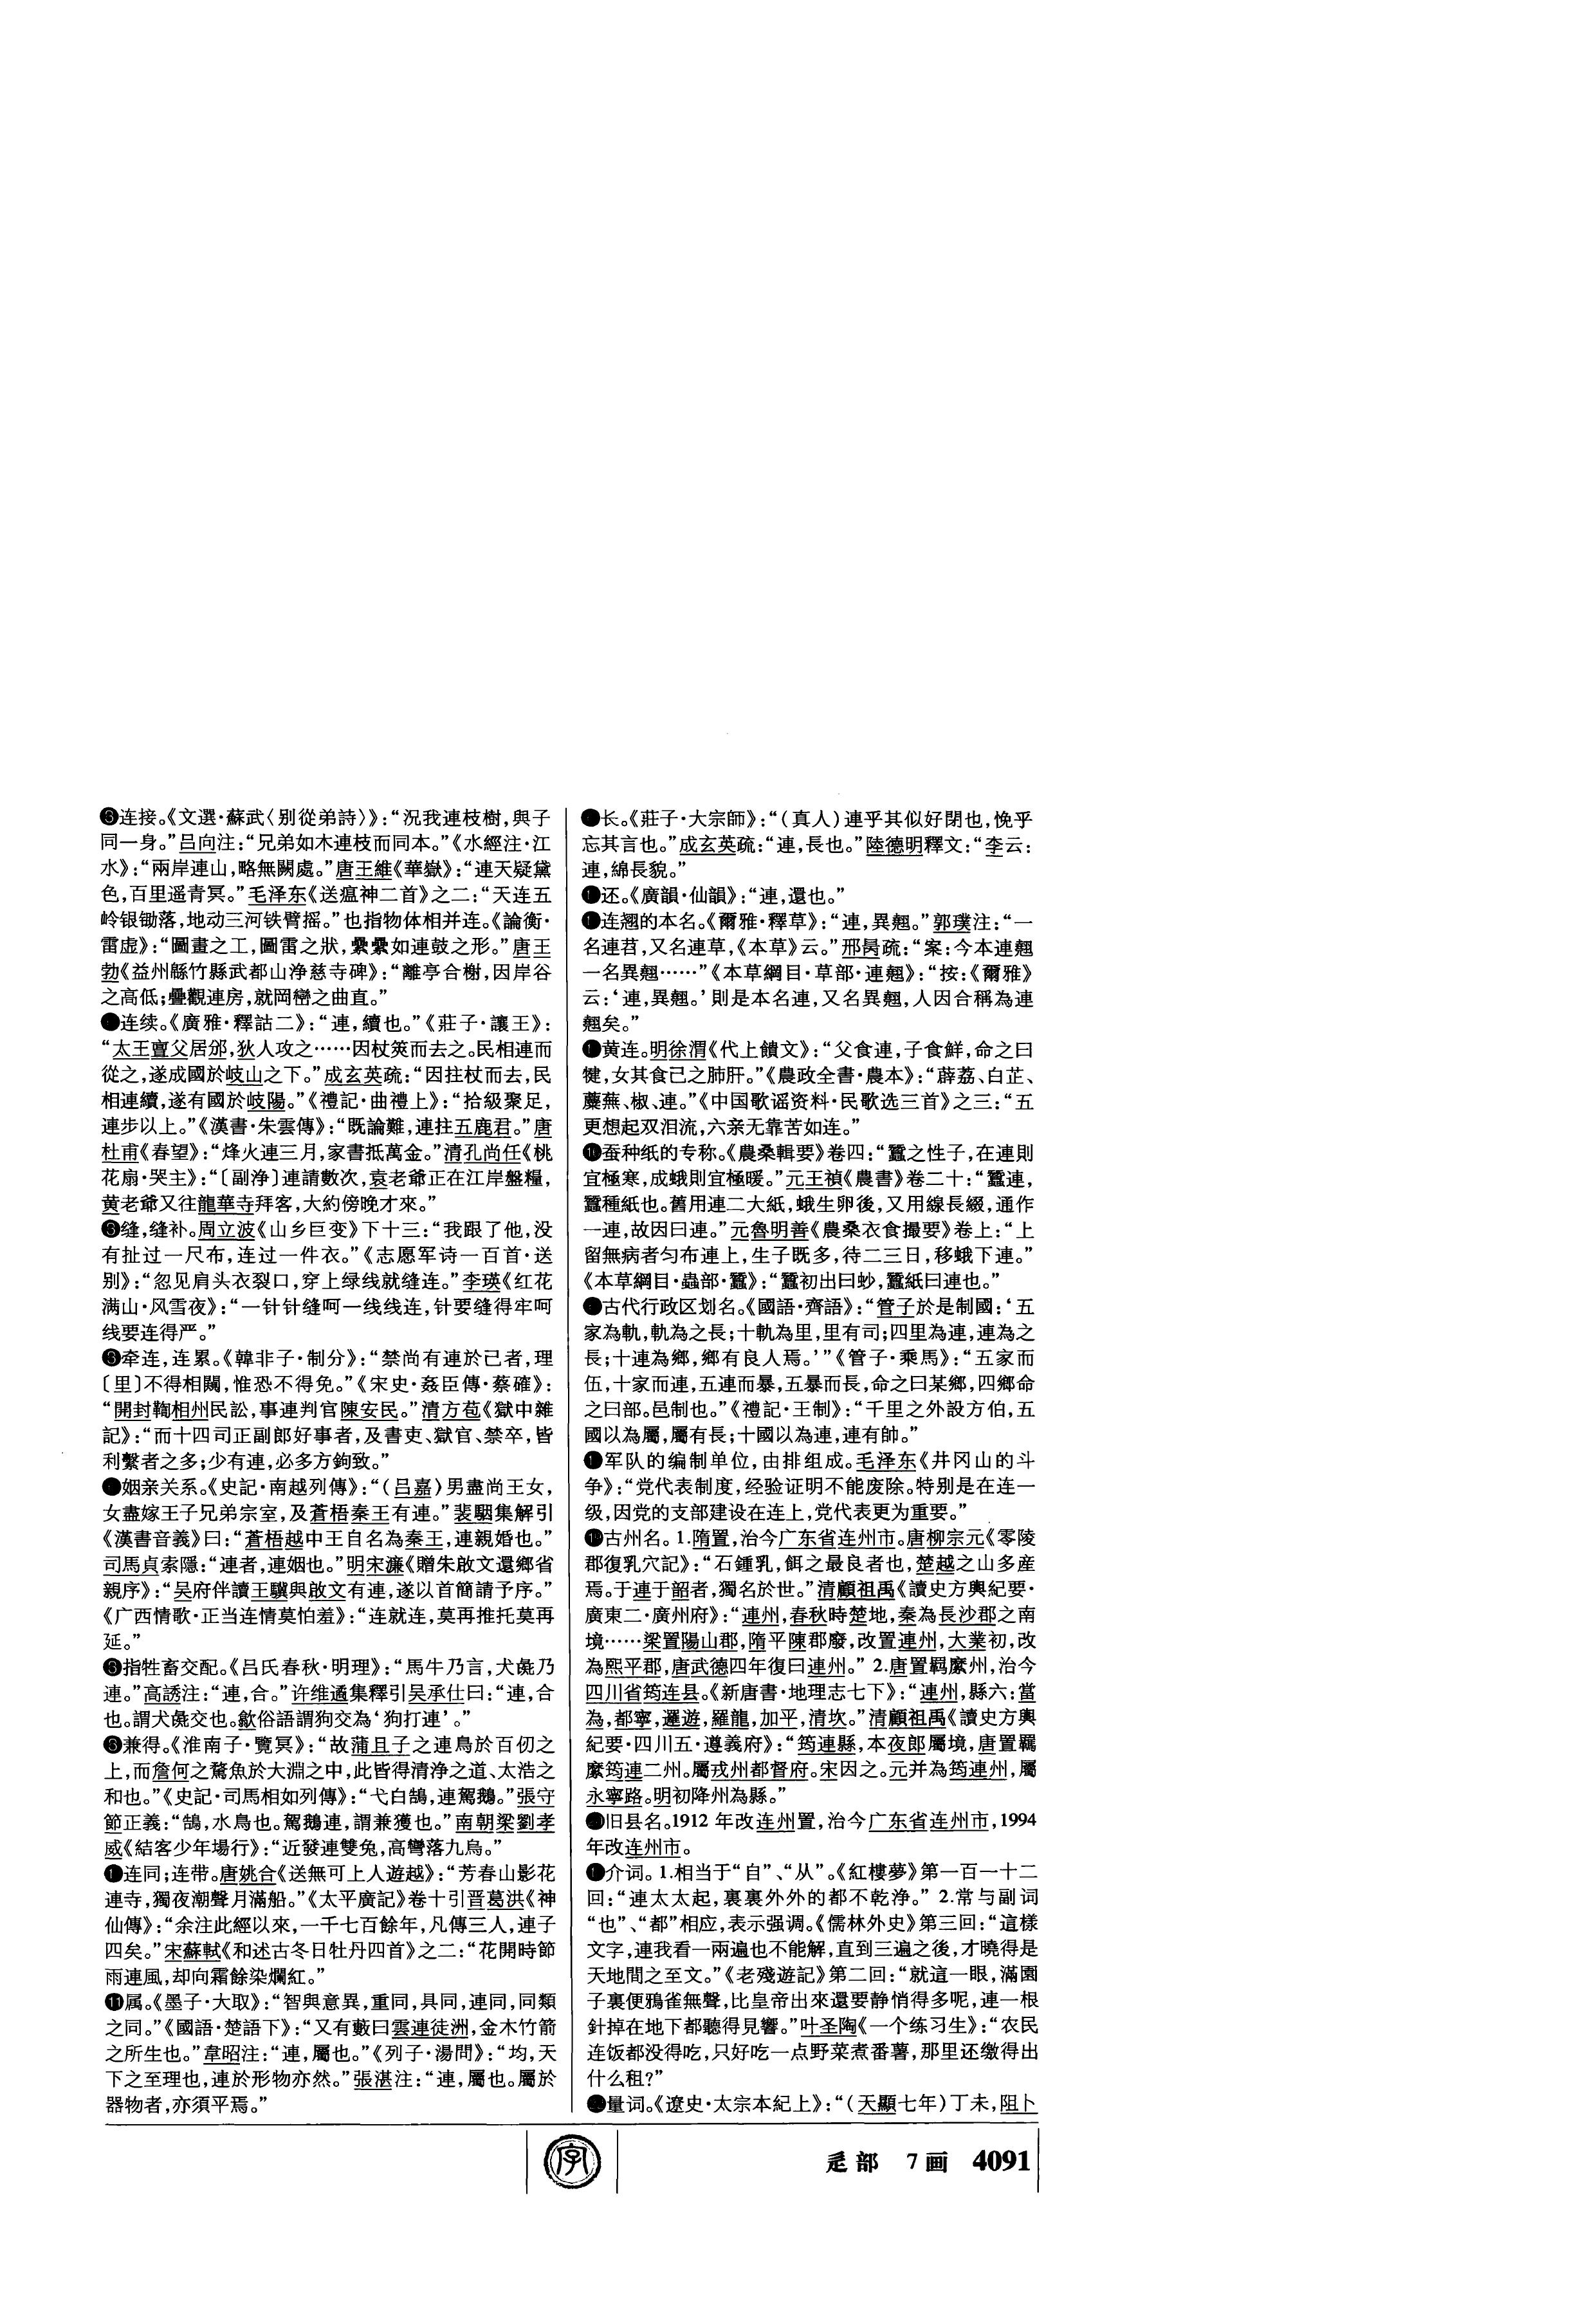 ❸连接。《文選·蘇武〈别從弟詩〉》：“況我連枝樹，與子
同一身。”吕向注：“兄弟如木連枝而同本。”《水經注·江
水》：“兩岸連山，略無闕處。”唐王維《華嶽》：“連天疑黛
色，百里遥青冥。”毛泽东《送瘟神二首》之二：“天连五
岭银锄落，地动三河铁臂摇。”也指物体相并连。《論衡·
雷虚》：“圖畫之工，圖雷之狀，纍纍如連鼓之形。”唐王
勃《益州緜竹縣武都山净慈寺碑》：“離亭合榭，因岸谷
之高低；疊觀連房，就岡巒之曲直。”
连续。《廣雅·釋詁二》：“連，續也。”《莊子·讓王》：
“太王亶父居邠，狄人攻之……因杖筴而去之。民相連而
從之，遂成國於岐山之下。”成玄英疏：“因拄杖而去，民
相連續，遂有國於岐陽。”《禮記·曲禮上》：“拾級聚足，
連步以上。”《漢書·朱雲傳》：“既論難，連拄五鹿君。”唐
杜甫《春望》：“烽火連三月，家書抵萬金。”清孔尚任《桃
花扇·哭主》：“〔副净〕連請數次，袁老爺正在江岸盤糧，
黄老爺又往龍華寺拜客，大約傍晚才來。”
缝，缝补。周立波《山乡巨变》下十三：“我跟了他，没
有扯过一尺布，连过一件衣。”《志愿军诗一百首·送
别》：“忽见肩头衣裂口，穿上绿线就缝连。”李瑛《红花
满山·风雪夜》：“一针针缝呵一线线连，针要缝得牢呵
线要连得严。”
牵连，连累。《韓非子·制分》：“禁尚有連於已者，理
〔里〕不得相闚，惟恐不得免。”《宋史·姦臣傳·蔡確》：
“開封鞫相州民訟，事連判官陳安民。”清方苞《獄中雜
記》：“而十四司正副郎好事者，及書吏、獄官、禁卒，皆
利繫者之多；少有連，必多方鉤致。”
姻亲关系。《史記·南越列傳》：“（吕嘉）男盡尚王女，
女盡嫁王子兄弟宗室，及蒼梧秦王有連。”裴駰集解引
《漢書音義》曰：“蒼梧越中王自名為秦王，連親婚也。”
司馬貞索隱：“連者，連姻也。”明宋濂《贈朱啟文還鄉省
親序》：“吴府伴讀王驥與啟文有連，遂以首簡請予序。”
《广西情歌·正当连情莫怕羞》：“连就连，莫再推托莫再
延。”
指牲畜交配。《吕氏春秋·明理》：“馬牛乃言，犬彘乃
連。”高誘注：“連，合。”许维遹集釋引吴承仕曰：“連，合
也。謂犬彘交也。歙俗語謂狗交為‘狗打連’。”
兼得。《淮南子·覽冥》：“故蒲且子之連鳥於百仞之
上，而詹何之鶩魚於大淵之中，此皆得清净之道、太浩之
和也。”《史記·司馬相如列傳》：“弋白鵠，連駕鵝。”張守
節正義：“鵠，水鳥也。駕鵝連，謂兼獲也。”南朝梁劉孝
威《結客少年場行》：“近發連雙兔，高彎落九烏。”
连同；连带。唐姚合《送無可上人遊越》：“芳春山影花
連寺，獨夜潮聲月滿船。”《太平廣記》卷十引晋葛洪《神
仙傳》：“余注此經以來，一千七百餘年，凡傳三人，連子
四矣。”宋蘇軾《和述古冬日牡丹四首》之二：“花開時節
雨連風，却向霜餘染爛紅。”
⓫属。《墨子·大取》：“智與意異，重同，具同，連同，同類
之同。”《國語·楚語下》：“又有藪曰雲連徒洲，金木竹箭
之所生也。”韋昭注：“連，屬也。”《列子·湯問》：“均，天
下之至理也，連於形物亦然。”張湛注：“連，屬也。屬於
器物者，亦須平焉。”
长。《莊子·大宗師》：“（真人）連乎其似好閉也，悗乎
忘其言也。”成玄英疏：“連，長也。”陸德明釋文：“李云：
連，綿長貌。”
还。《廣韻·仙韻》：“連，還也。”
连翘的本名。《爾雅·釋草》：“連，異翹。”郭璞注：“一
名連苕，又名連草，《本草》云。”邢昺疏：“案：今本連翹
一名異翹……”《本草綱目·草部·連翹》：“按：《爾雅》
云：‘連，異翹。’則是本名連，又名異翹，人因合稱為連
翹矣。”
黄连。明徐渭《代上饋文》：“父食連，子食鮮，命之曰
犍，女其食已之肺肝。”《農政全書·農本》：“薜荔、白芷、
蘪蕪、椒、連。”《中国歌谣资料·民歌选三首》之三：“五
更想起双泪流，六亲无靠苦如连。”
蚕种纸的专称。《農桑輯要》卷四：“蠶之性子，在連則
宜極寒，成蛾則宜極暖。”元王禎《農書》卷二十：“蠶連，
蠶種紙也。舊用連二大紙，蛾生卵後，又用線長綴，通作
一連，故因曰連。”元魯明善《農桑衣食撮要》卷上：“上
留無病者匀布連上，生子既多，待二三日，移蛾下連。”
《本草綱目·蟲部·蠶》：“蠶初出曰䖢，蠶紙曰連也。”
古代行政区划名。《國語·齊語》：“管子於是制國：‘五
家為軌，軌為之長；十軌為里，里有司；四里為連，連為之
長；十連為鄉，鄉有良人焉。’”《管子·乘馬》：“五家而
伍，十家而連，五連而暴，五暴而長，命之曰某鄉，四鄉命
之曰部。邑制也。”《禮記·王制》：“千里之外設方伯，五
國以為屬，屬有長；十國以為連，連有帥。”
军队的编制单位，由排组成。毛泽东《井冈山的斗
争》：“党代表制度，经验证明不能废除。特别是在连一
级，因党的支部建设在连上，党代表更为重要。”
古州名。1.隋置，治今广东省连州市。唐柳宗元《零陵
郡復乳穴記》：“石鍾乳，餌之最良者也，楚越之山多産
焉。于連于韶者，獨名於世。”清顧祖禹《讀史方輿紀要·
廣東二·廣州府》：“連州，春秋時楚地，秦為長沙郡之南
境……梁置陽山郡，隋平陳郡廢，改置連州，大業初，改
為熙平郡，唐武德四年復曰連州。”2.唐置羁縻州，治今
四川省筠连县。《新唐書·地理志七下》：“連州，縣六：當
為，都寧，邏遊，羅龍，加平，清坎。”清顧祖禹《讀史方輿
紀要·四川五·遵義府》：“筠連縣，本夜郎屬境，唐置羈
縻筠連二州。屬戎州都督府。宋因之。元并為筠連州，屬
永寧路。明初降州為縣。”
旧县名。1912年改连州置，治今广东省连州市，1994
年改连州市。
介词。1.相当于“自”、“从”。《紅樓夢》第一百一十二
回：“連太太起，裏裏外外的都不乾净。”2.常与副词
“也”、“都”相应，表示强调。《儒林外史》第三回：“這樣
文字，連我看一兩遍也不能解，直到三遍之後，才曉得是
天地間之至文。”《老殘遊記》第二回：“就這一眼，滿園
子裏便鴉雀無聲，比皇帝出來還要静悄得多呢，連一根
針掉在地下都聽得見響。”叶圣陶《一个练习生》：“农民
连饭都没得吃，只好吃一点野菜煮番薯，那里还缴得出
什么租？”
量词。《遼史·太宗本紀上》：“（天顯七年）丁未，阻卜
字
辵部 7画 4091